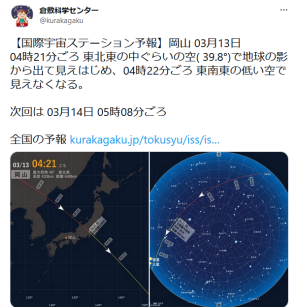 倉敷科学センター
@kurakagaku
【国際宇宙ステーション予報】岡山 03月13日
04時21分ごろ 東北東の中ぐらいの空( 39.8°)で地球の影
から出て見えはじめ、04時22分ごろ 東南東の低い空で
見えなくなる。
次回は 03月14日 05時08分ごろ
全国の予報 kurakagaku.jp/tokusyu/iss/is...
03/13 04:21 ごろ
岡山